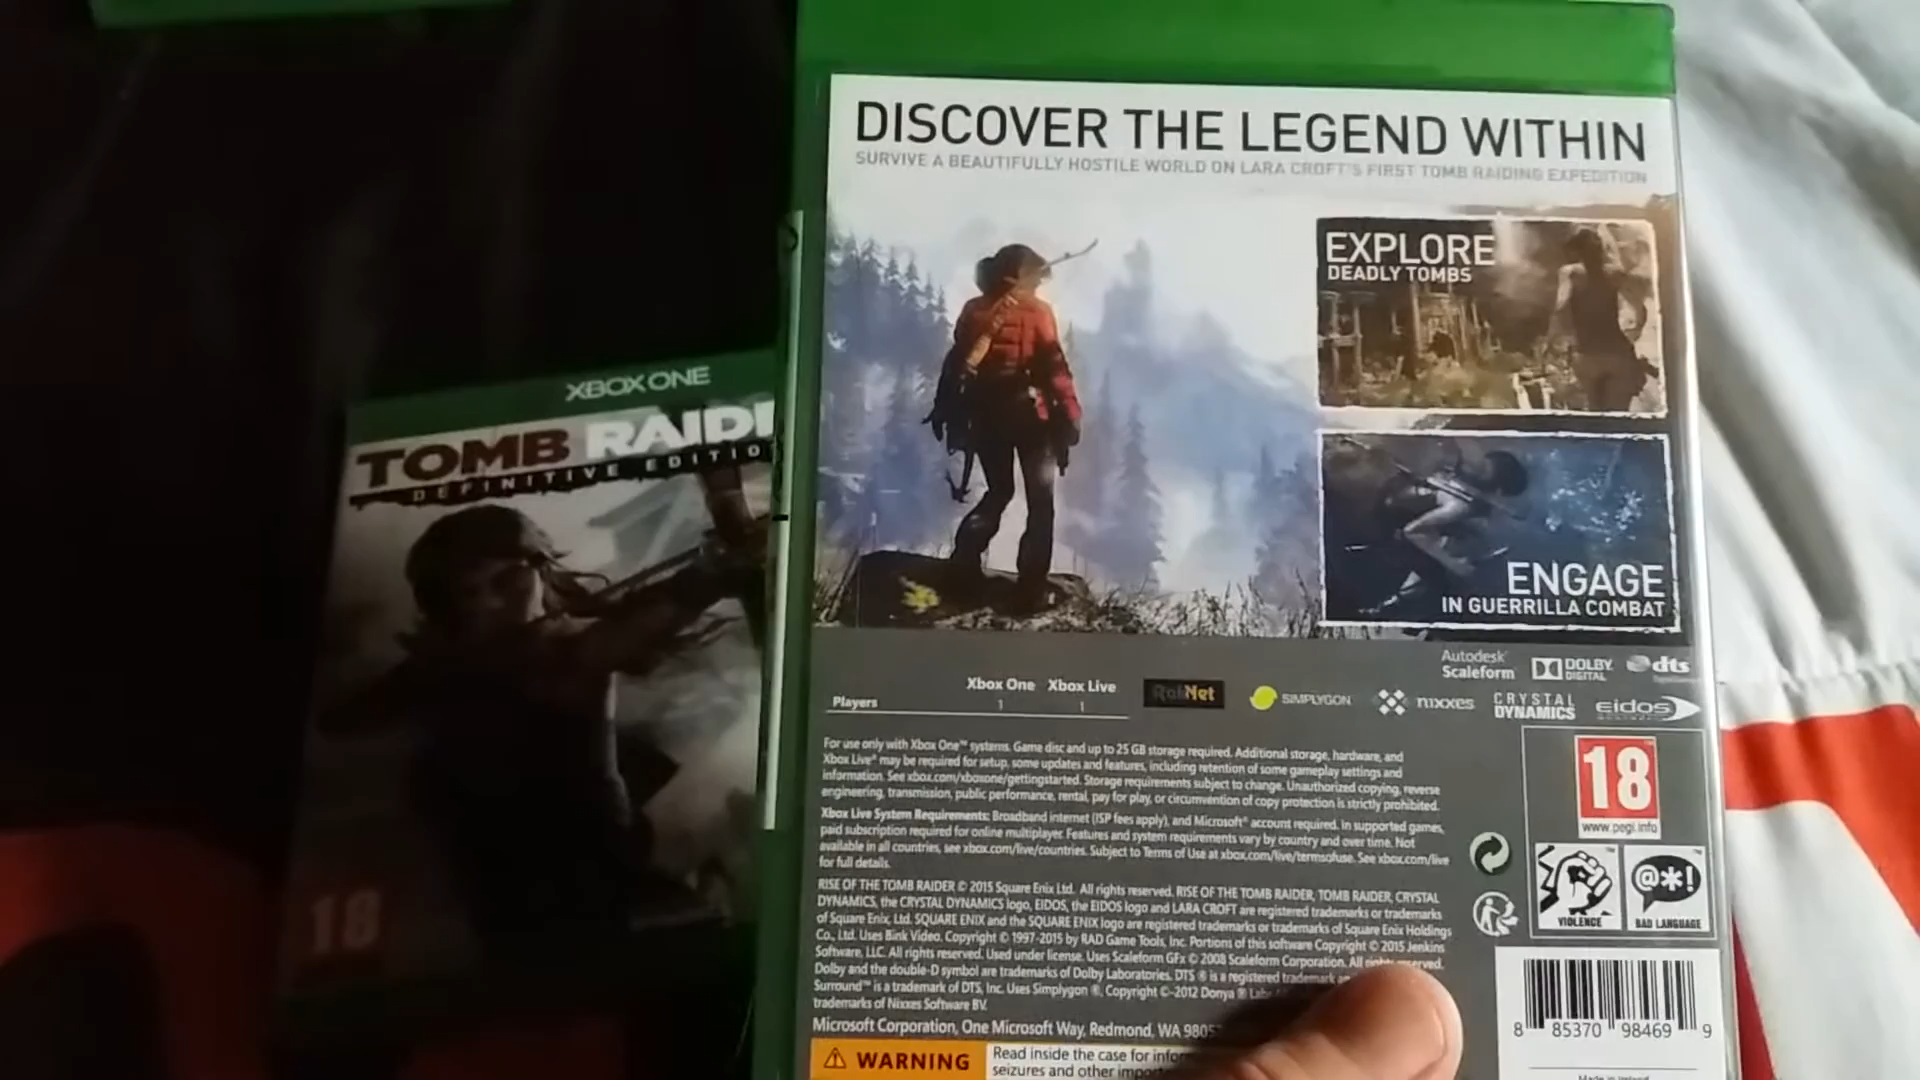 DISCOVER THE LEGEND WITHIN
SURVIVE A BEAUTIFULLY HOSTILE WORLD ON LARA CROFT'S FIRST TOMB RAIDING EXPEDITION
EXPLORE
DEADLY TOMBS
ENGAGE
IN GUERRILLA COMBAT
XBOX ONE
TOMB RAID
DEFINITIVE EDITIO
18
Autodesk
Scaleform
DOLBY
DIGITAL
dts
Xbox One Xbox Live
Players 1 1
RakNet
SIMPLYGON
nixxes
CRYSTAL
DYNAMICS
eidos
For use only with Xbox One™ systems. Game disc and up to 25 GB storage required. Additional storage, hardware, and
Xbox Live® may be required for setup, some updates and features, including retention of some gameplay settings and
information. See xbox.com/xboxone/gettingstarted. Storage requirements subject to change. Unauthorized copying, reverse
engineering, transmission, public performance, rental, pay for play, or circumvention of copy protection is strictly prohibited.
Xbox Live System Requirements: Broadband internet (ISP fees apply), and Microsoft® account required. In supported games,
paid subscription required for online multiplayer. Features and system requirements vary by country and over time. Not
available in all countries, see xbox.com/live/countries. Subject to Terms of Use at xbox.com/live/termsofuse. See xbox.com/live
for full details.
RISE OF THE TOMB RAIDER © 2015 Square Enix Ltd. All rights reserved. RISE OF THE TOMB RAIDER, TOMB RAIDER, CRYSTAL
DYNAMICS, the CRYSTAL DYNAMICS logo, EIDOS, the EIDOS logo and LARA CROFT are registered trademarks or trademarks
of Square Enix, Ltd. SQUARE ENIX and the SQUARE ENIX logo are registered trademarks or trademarks of Square Enix Holdings
Co., Ltd. Uses Bink Video. Copyright © 1997-2015 by RAD Game Tools, Inc. Portions of this software Copyright © 2015 Jenkins
Software, LLC. All rights reserved. Used under license. Uses Scaleform GFx © 2008 Scaleform Corporation. All rights reserved.
Dolby and the double-D symbol are trademarks of Dolby Laboratories. DTS ® is a registered trademark
Surround™ is a trademark of DTS, Inc. Uses Simplygon ®, Copyright ©-2012 Donya ®
trademarks of Nixxes Software BV.
Microsoft Corporation, One Microsoft Way, Redmond, WA 9805
WARNING
Read inside the case for
seizures and other
18
www.pegi.info
VIOLENCE
@*!
BAD LANGUAGE
8 85370 98469 9
Made in Ireland